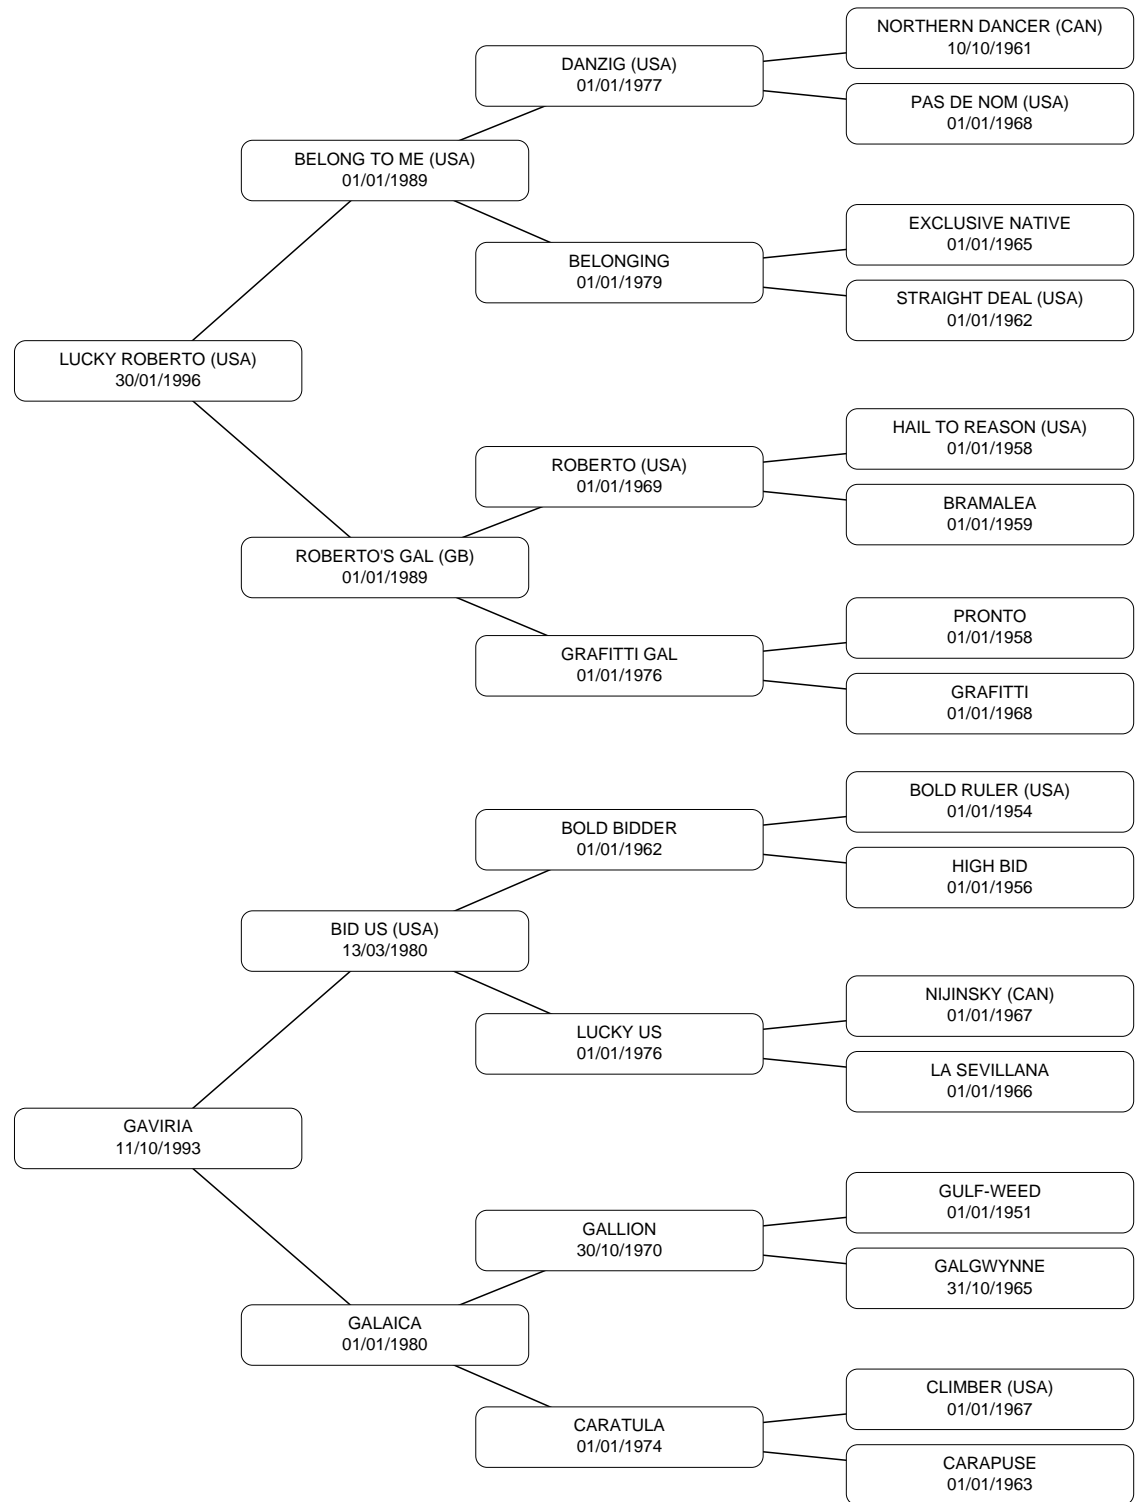 NORTHERN DANCER (CAN)
10/10/1961
DANZIG (USA)
01/01/1977
PAS DE NOM (USA)
01/01/1968
BELONG TO ME (USA)
01/01/1989
EXCLUSIVE NATIVE
01/01/1965
BELONGING
01/01/1979
STRAIGHT DEAL (USA)
01/01/1962
LUCKY ROBERTO (USA)
30/01/1996
HAIL TO REASON (USA)
01/01/1958
ROBERTO (USA)
01/01/1969
BRAMALEA
01/01/1959
ROBERTO'S GAL (GB)
01/01/1989
PRONTO
01/01/1958
GRAFITTI GAL
01/01/1976
GRAFITTI
01/01/1968
BOLD RULER (USA)
01/01/1954
BOLD BIDDER
01/01/1962
HIGH BID
01/01/1956
BID US (USA)
13/03/1980
NIJINSKY (CAN)
01/01/1967
LUCKY US
01/01/1976
LA SEVILLANA
01/01/1966
GAVIRIA
11/10/1993
GULF-WEED
01/01/1951
GALLION
30/10/1970
GALGWYNNE
31/10/1965
GALAICA
01/01/1980
CLIMBER (USA)
01/01/1967
CARATULA
01/01/1974
CARAPUSE
01/01/1963